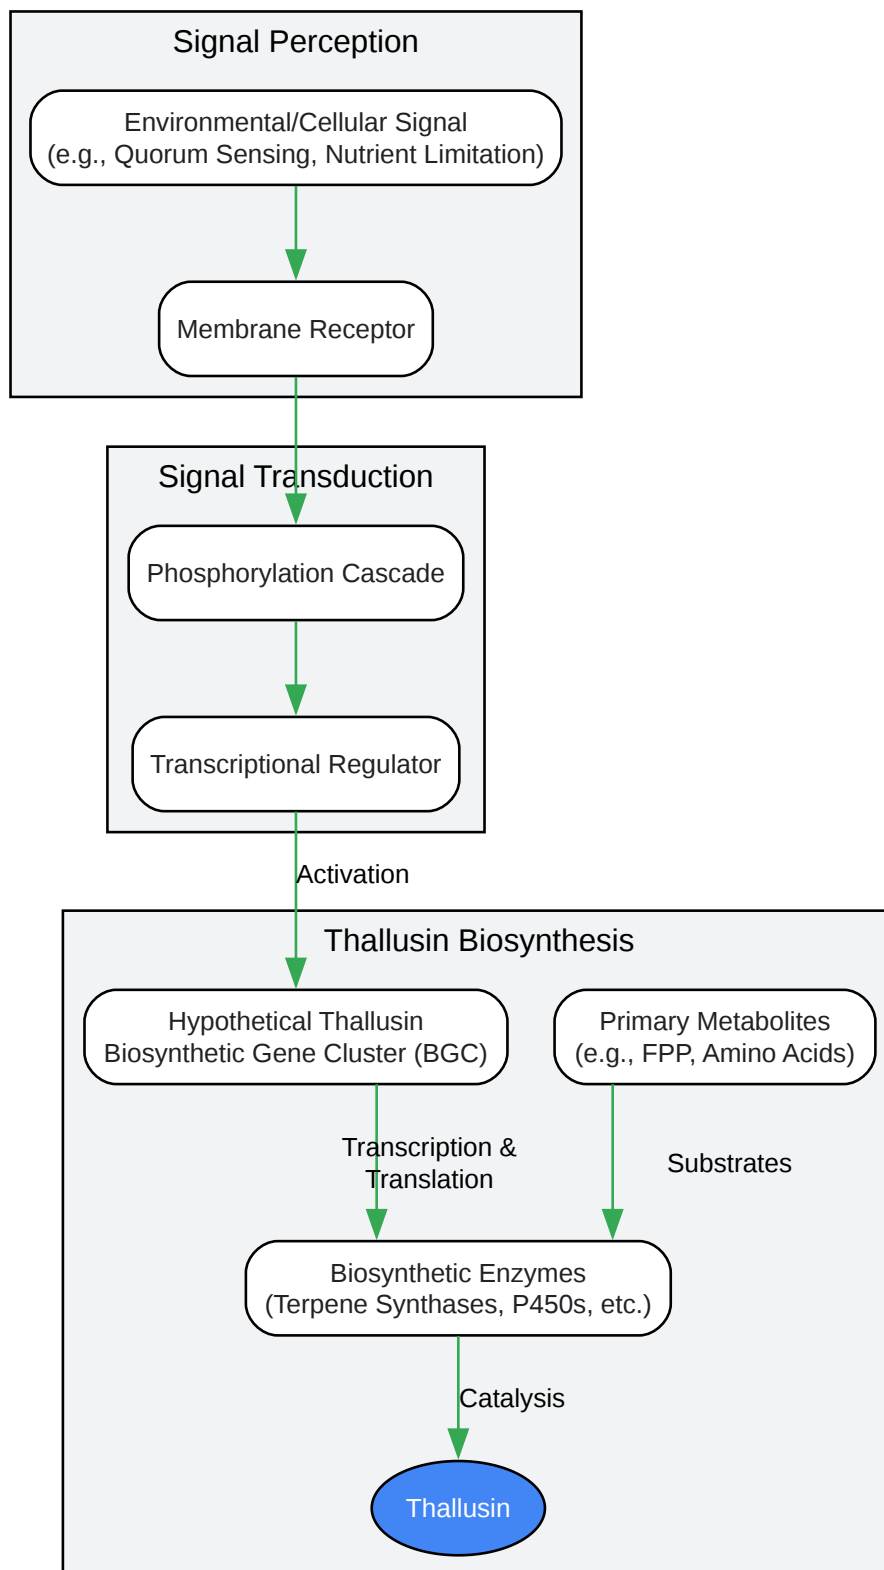 Signal Perception
Environmental/Cellular Signal
(e.g., Quorum Sensing, Nutrient Limitation)
Membrane Receptor
Signal Transduction
Phosphorylation Cascade
Transcriptional Regulator
Activation
Thallusin Biosynthesis
Hypothetical Thallusin
Biosynthetic Gene Cluster (BGC)
Primary Metabolites
(e.g., FPP, Amino Acids)
Transcription &
Translation
Substrates
Biosynthetic Enzymes
(Terpene Synthases, P450s, etc.)
Catalysis
Thallusin